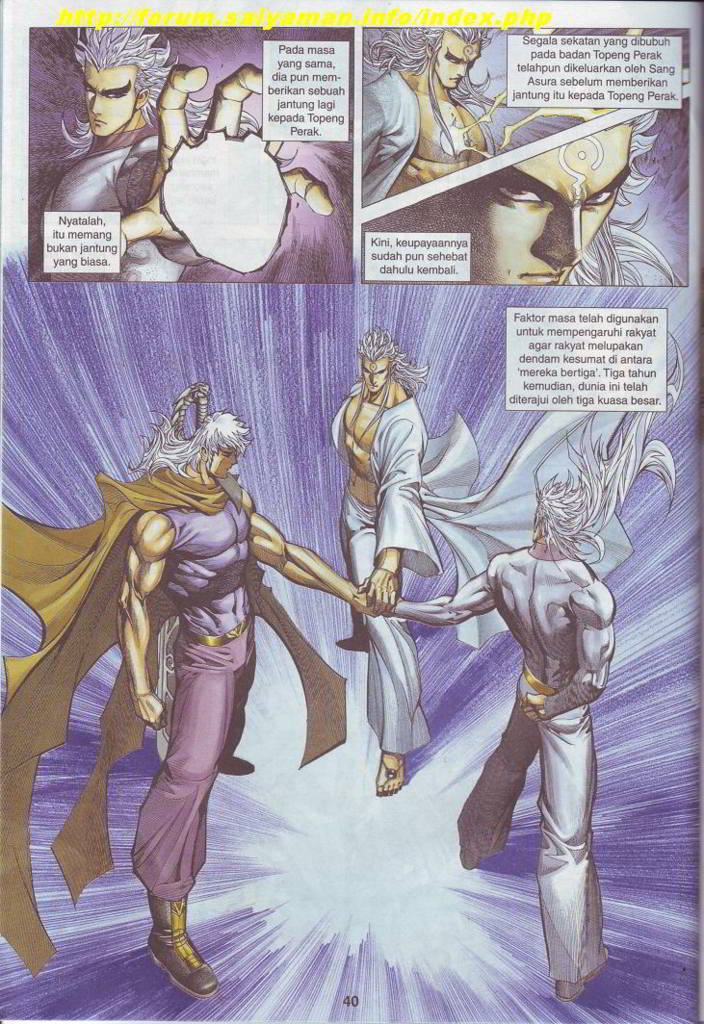 http://forum.saiyaman.info/index.php
Pada masa
yang sama,
dia pun mem-
berikan sebuah
jantung lagi
kepada Topeng
Perak.
Nyatalah,
itu memang
bukan jantung
yang biasa.
Segala sekatan yang dibubuh
pada badan Topeng Perak
telahpun dikeluarkan oleh Sang
Asura sebelum memberikan
jantung itu kepada Topeng Perak.
Kini, keupayaannya
sudah pun sehebat
dahulu kembali.
Faktor masa telah digunakan
untuk mempengaruhi rakyat
agar rakyat melupakan
dendam kesumat di antara
'mereka bertiga'. Tiga tahun
kemudian, dunia ini telah
diterajui oleh tiga kuasa besar.
40